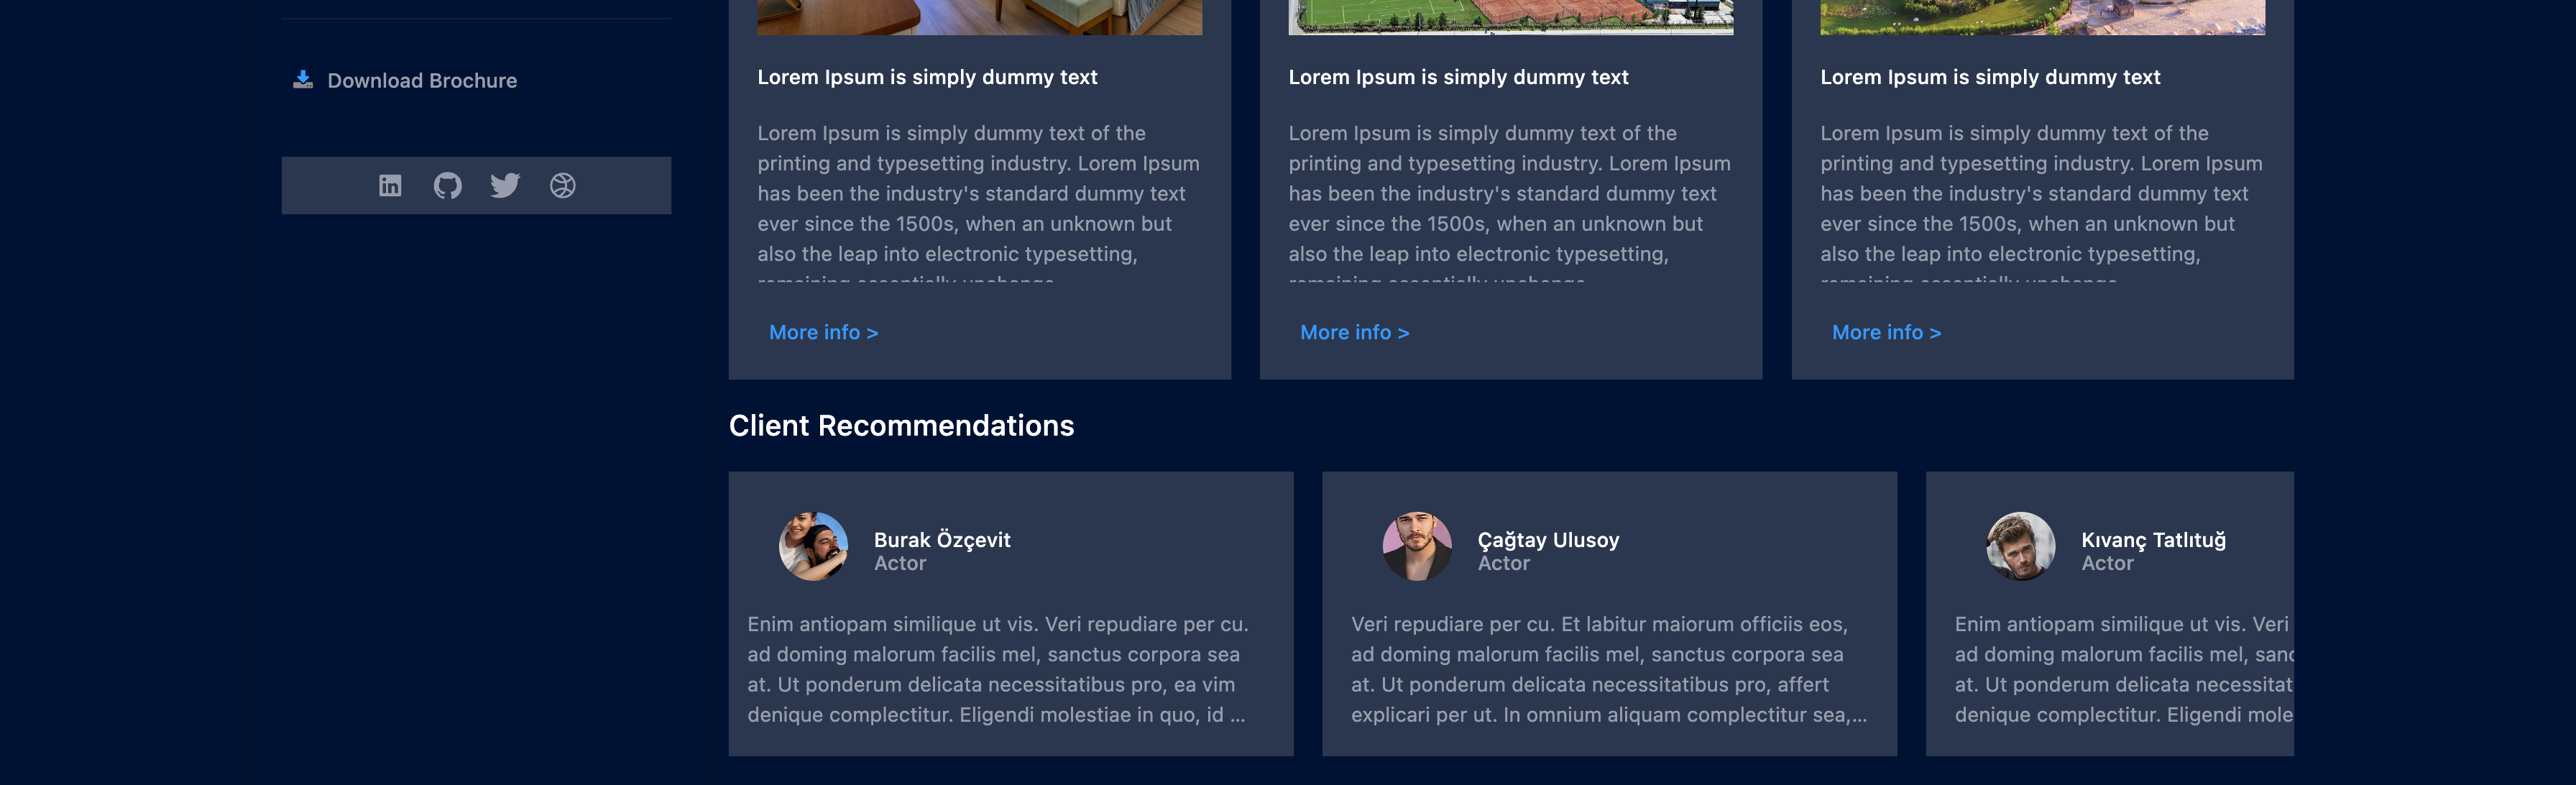 Download Brochure
Lorem Ipsum is simply dummy text
Lorem Ipsum is simply dummy text of the
printing and typesetting industry. Lorem Ipsum
has been the industry's standard dummy text
ever since the 1500s, when an unknown but
also the leap into electronic typesetting,
remaining essentially unchange
More info >
Lorem Ipsum is simply dummy text
Lorem Ipsum is simply dummy text of the
printing and typesetting industry. Lorem Ipsum
has been the industry's standard dummy text
ever since the 1500s, when an unknown but
also the leap into electronic typesetting,
remaining essentially unchange
More info >
Lorem Ipsum is simply dummy text
Lorem Ipsum is simply dummy text of the
printing and typesetting industry. Lorem Ipsum
has been the industry's standard dummy text
ever since the 1500s, when an unknown but
also the leap into electronic typesetting,
remaining essentially unchange
More info >
Client Recommendations
Burak Özçevit
Actor
Enim antiopam similique ut vis. Veri repudiare per cu.
ad doming malorum facilis mel, sanctus corpora sea
at. Ut ponderum delicata necessitatibus pro, ea vim
denique complectitur. Eligendi molestiae in quo, id ...
Çağtay Ulusoy
Actor
Veri repudiare per cu. Et labitur maiorum officiis eos,
ad doming malorum facilis mel, sanctus corpora sea
at. Ut ponderum delicata necessitatibus pro, affert
explicari per ut. In omnium aliquam complectitur sea,...
Kıvanç Tatlıtuğ
Actor
Enim antiopam similique ut vis. Veri
ad doming malorum facilis mel, sanc
at. Ut ponderum delicata necessitat
denique complectitur. Eligendi mole